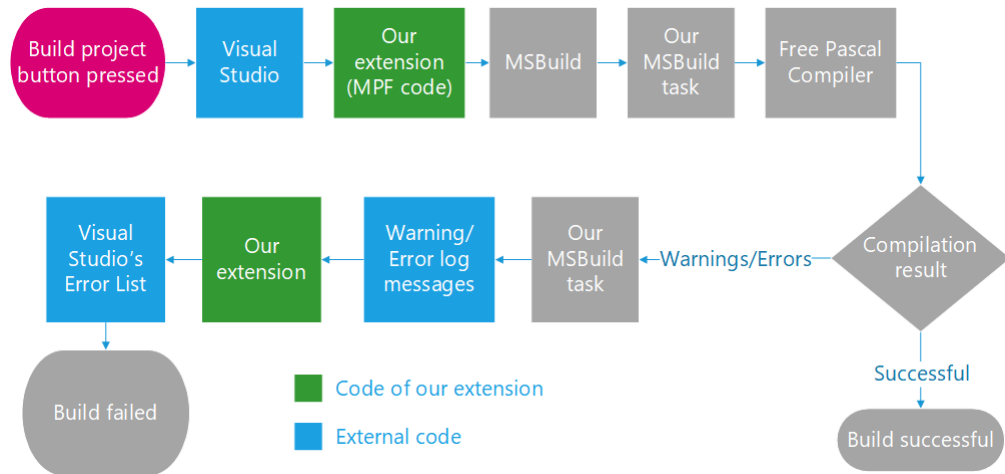 Build project
button pressed
Visual
Studio
Our
extension
(MPF code)
MSBuild
Our
MSBuild
task
Free Pascal
Compiler
Visual
Studio's
Error List
Our
extension
Warning/
Error log
messages
Our
MSBuild
task
Warnings/Errors
Compilation
result
Successful
Build failed
Code of our extension
External code
Build successful